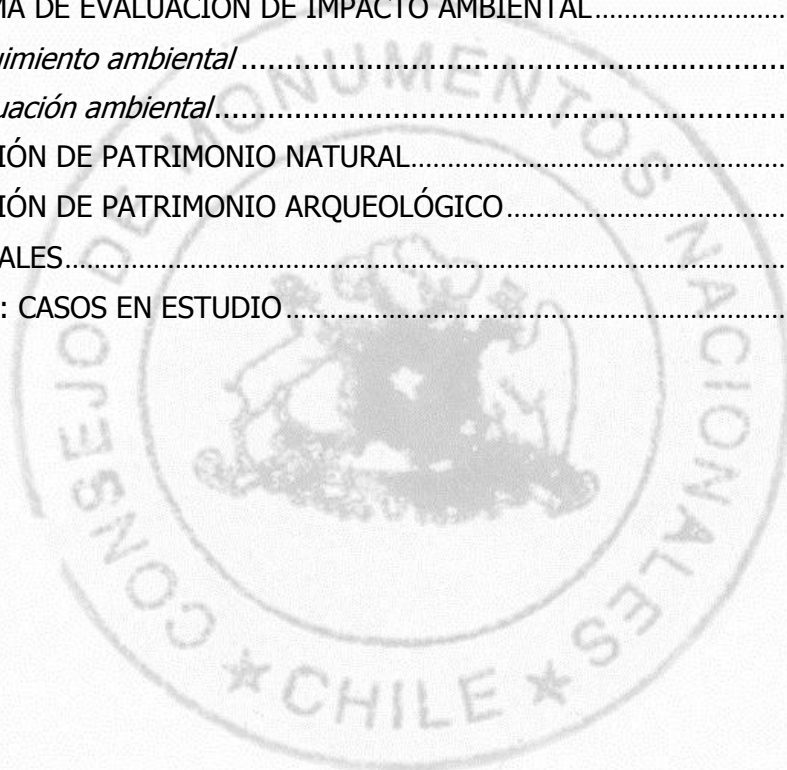 MA DE EVALUACIÓN DE IMPACTO AMBIENTAL
imiento ambiental
uación ambiental
IÓN DE PATRIMONIO NATURAL
IÓN DE PATRIMONIO ARQUEOLÓGICO
ALES
: CASOS EN ESTUDIO
CONSEJO DE MONUMENTOS NACIONALES
* CHILE *